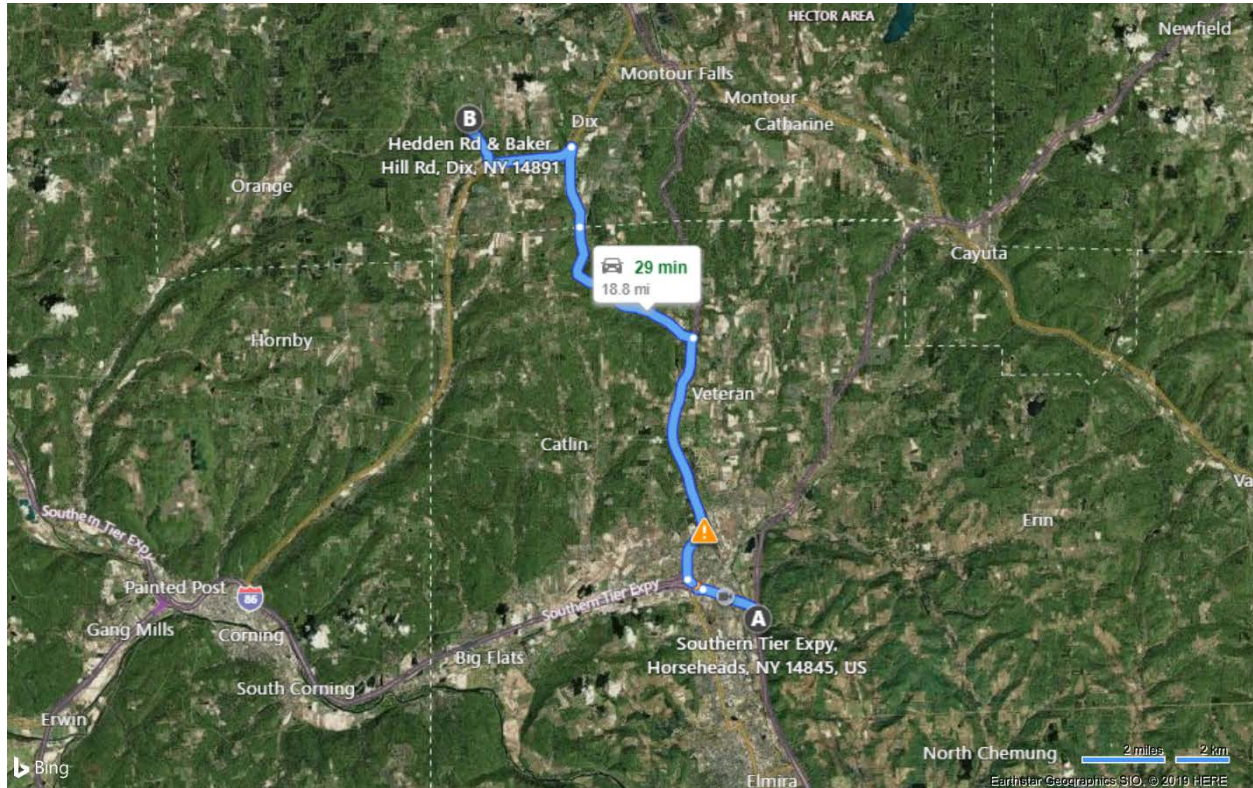 HECTOR AREA
Newfield
Montour Falls
Montour
Catharine
Dix
B
Hedden Rd & Baker
Hill Rd, Dix, NY 14891
Orange
Cayuta
29 min
18.8 mi
Hornby
Veteran
Catlin
Va
Southern Tier Expy
Erin
Painted Post
86
Southern Tier Expy
A
Gang Mills
Corning
Southern Tier Expy,
Horseheads, NY 14845, US
Big Flats
South Corning
Erwin
North Chemung
2 miles
2 km
Bing
Elmira
Earthstar Geographics SIO, © 2019 HERE